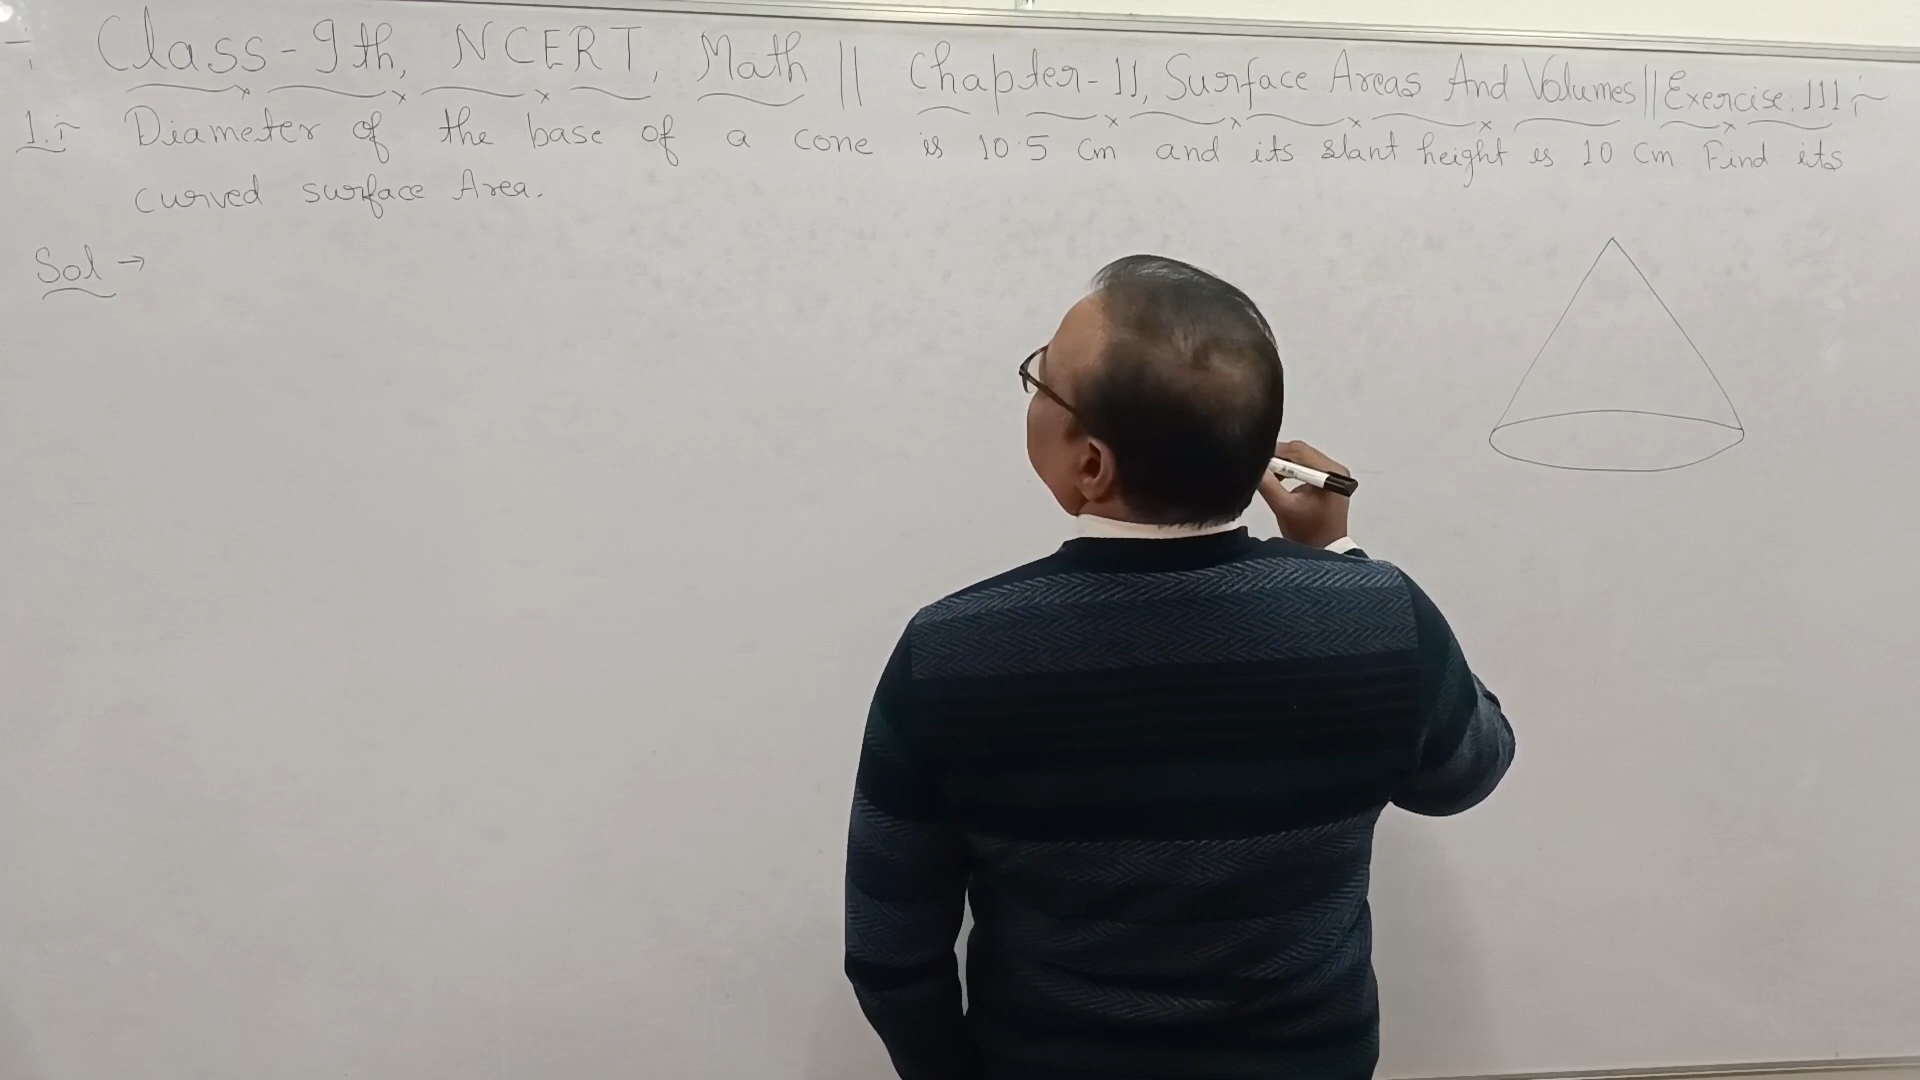 Class-9th, NCERT, Math || Chapter-11, Surface Areas And Volumes || Exercise. 11.1 :-
1:- Diameter of the base of a cone is 10.5 cm and its slant height is 10 cm Find its
curved surface Area.
Sol →